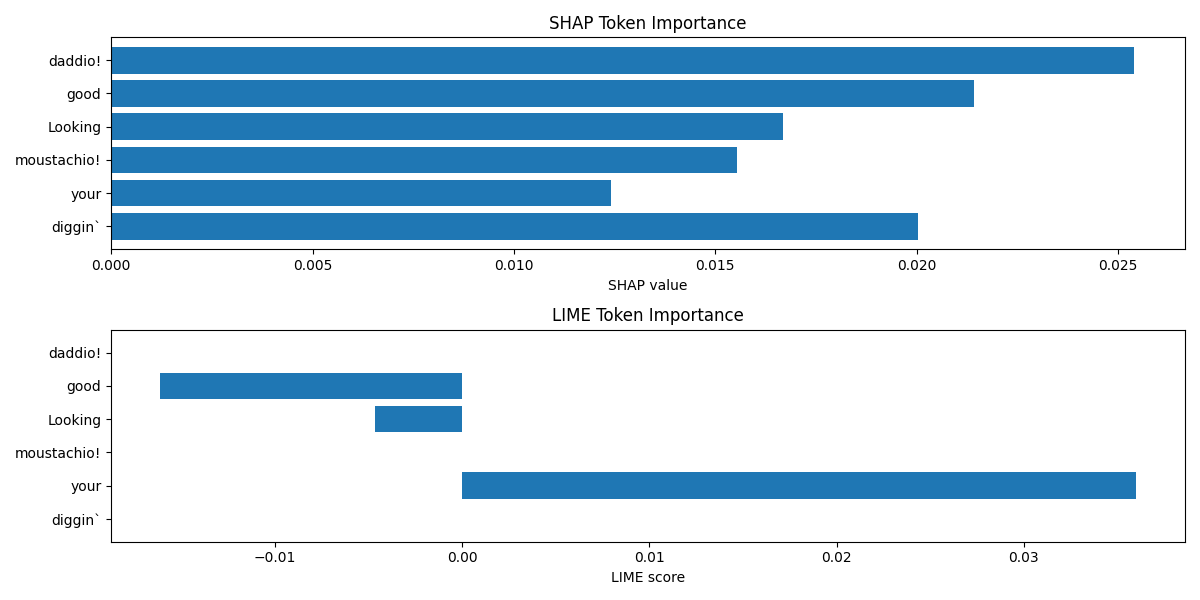 SHAP Token Importance
daddio!
good
Looking
moustachio!
your
diggin`
0.000 0.005 0.010 0.015 0.020 0.025
SHAP value
LIME Token Importance
daddio!
good
Looking
moustachio!
your
diggin`
−0.01 0.00 0.01 0.02 0.03
LIME score